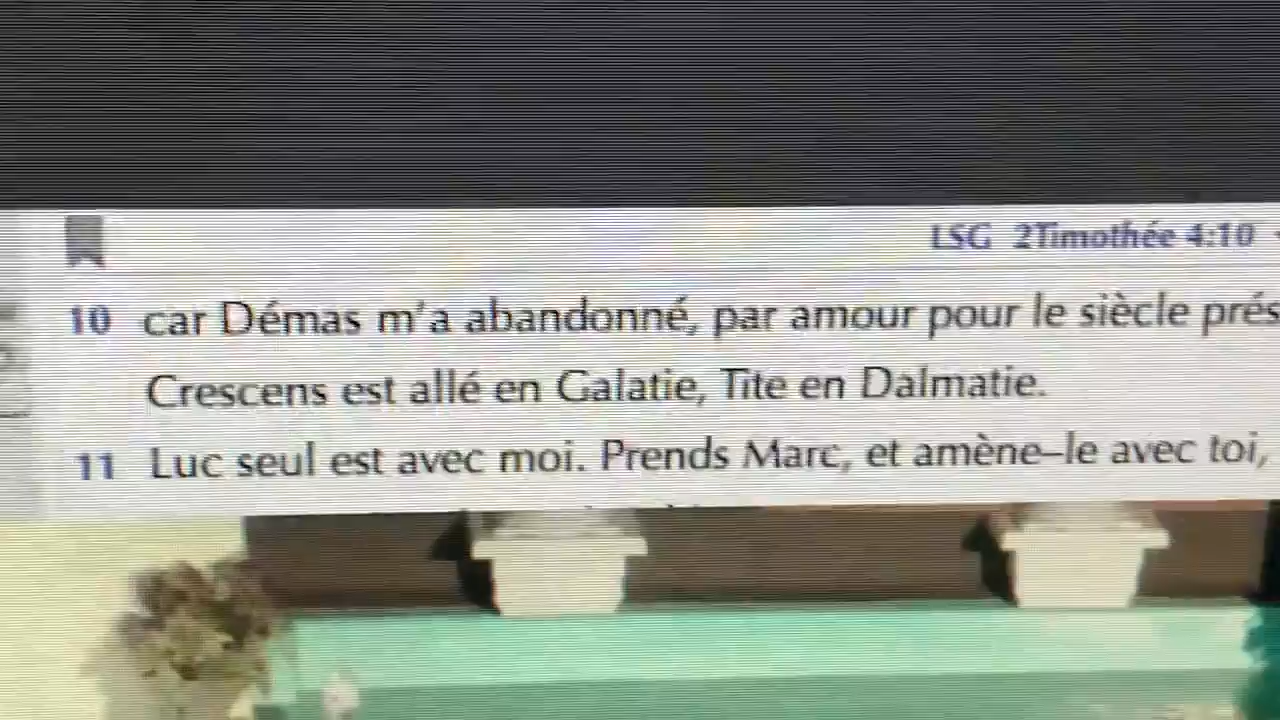 LSG 2Timothée 4:10
10 car Démas m'a abandonné, par amour pour le siècle prés
Crescens est allé en Galatie, Tite en Dalmatie.
11 Luc seul est avec moi. Prends Marc, et amène–le avec toi,